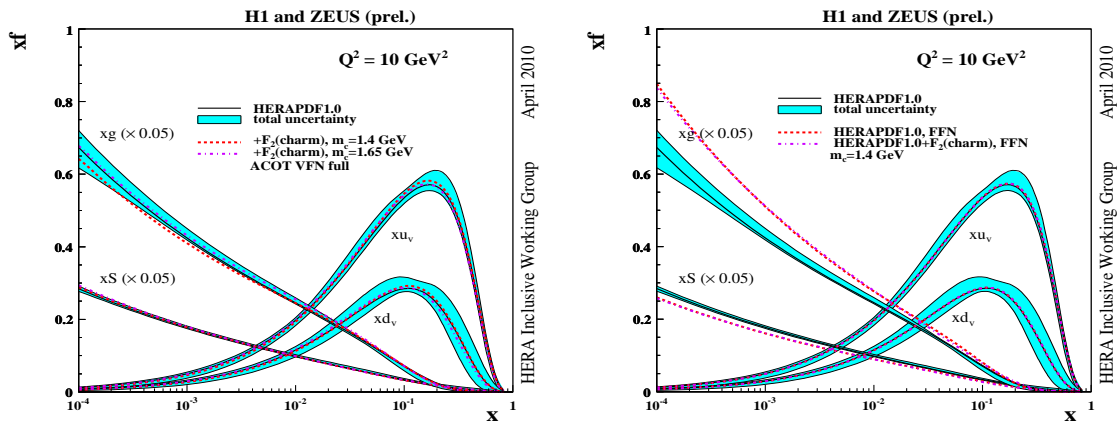 H1 and ZEUS (prel.)
xf
1
0.8
0.6
0.4
0.2
0
Q² = 10 GeV²
HERAPDF1.0
total uncertainty
+F₂(charm), m_c=1.4 GeV
+F₂(charm), m_c=1.65 GeV
ACOT VFN full
xg (× 0.05)
xS (× 0.05)
xu_v
xd_v
10⁻⁴
10⁻³
10⁻²
10⁻¹
1
x
HERA Inclusive Working Group April 2010
H1 and ZEUS (prel.)
xf
1
0.8
0.6
0.4
0.2
0
Q² = 10 GeV²
HERAPDF1.0
total uncertainty
HERAPDF1.0, FFN
HERAPDF1.0+F₂(charm), FFN
m_c=1.4 GeV
xg (× 0.05)
xS (× 0.05)
xu_v
xd_v
10⁻⁴
10⁻³
10⁻²
10⁻¹
1
x
HERA Inclusive Working Group April 2010